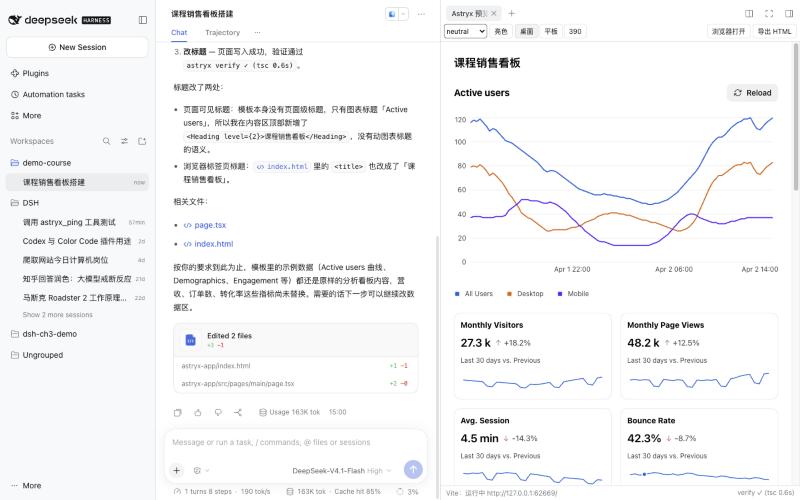 deepseek HARNESS
New Session
Plugins
Automation tasks
More
Workspaces
demo-course
课程销售看板搭建 now
DSH
调用 astryx_ping 工具测试 57min
Codex 与 Color Code 插件用途 2d
爬取网站今日计算机岗位 4d
知乎回答润色：大模型戒断反应 21d
马斯克 Roadster 2 工作原理... 22d
Show 2 more sessions
dsh-ch3-demo
Ungrouped
More
课程销售看板搭建
Chat Trajectory
3. 改标题 — 页面写入成功，验证通过
astryx verify ✓ (tsc 0.6s)。
标题改了两处：
页面可见标题：模板本身没有页面级标题，只有图表标题「Active
users」，所以我在内容区顶部新增了
<Heading level={2}>课程销售看板</Heading>，没有动图表标题
的语义。
浏览器标签页标题： index.html 里的 <title> 也改成了「课
程销售看板」。
相关文件：
page.tsx
index.html
按你的要求到此为止，模板里的示例数据（Active users 曲线、
Demographics、Engagement 等）都还是原样的分析看板内容，营
收、订单数、转化率这些指标尚未替换。需要的话下一步可以继续改数
据区。
Edited 2 files
+3 −1
astryx-app/index.html +1 −1
astryx-app/src/pages/main/page.tsx +2 −0
Usage 163K tok 15:00
Message or run a task, / commands; @ files or sessions
DeepSeek-V4.1-Flash High
1 turns 8 steps · 190 tok/s 163K tok · Cache hit 85% 3%
Astryx 预览
neutral 亮色 桌面 平板 390 浏览器打开 导出 HTML
课程销售看板
Active users Reload
120
100
80
60
40
20
0
Apr 1 22:00 Apr 2 06:00 Apr 2 14:00
All Users Desktop Mobile
Monthly Visitors
27.3 k ↑ +18.2%
Last 30 days vs. Previous
Monthly Page Views
48.2 k ↑ +12.5%
Last 30 days vs. Previous
Avg. Session
4.5 min ↓ -14.3%
Last 30 days vs. Previous
Bounce Rate
42.3% ↓ -8.7%
Last 30 days vs. Previous
Vite：运行中 http://127.0.0.1:62669/ verify ✓ (tsc 0.6s)